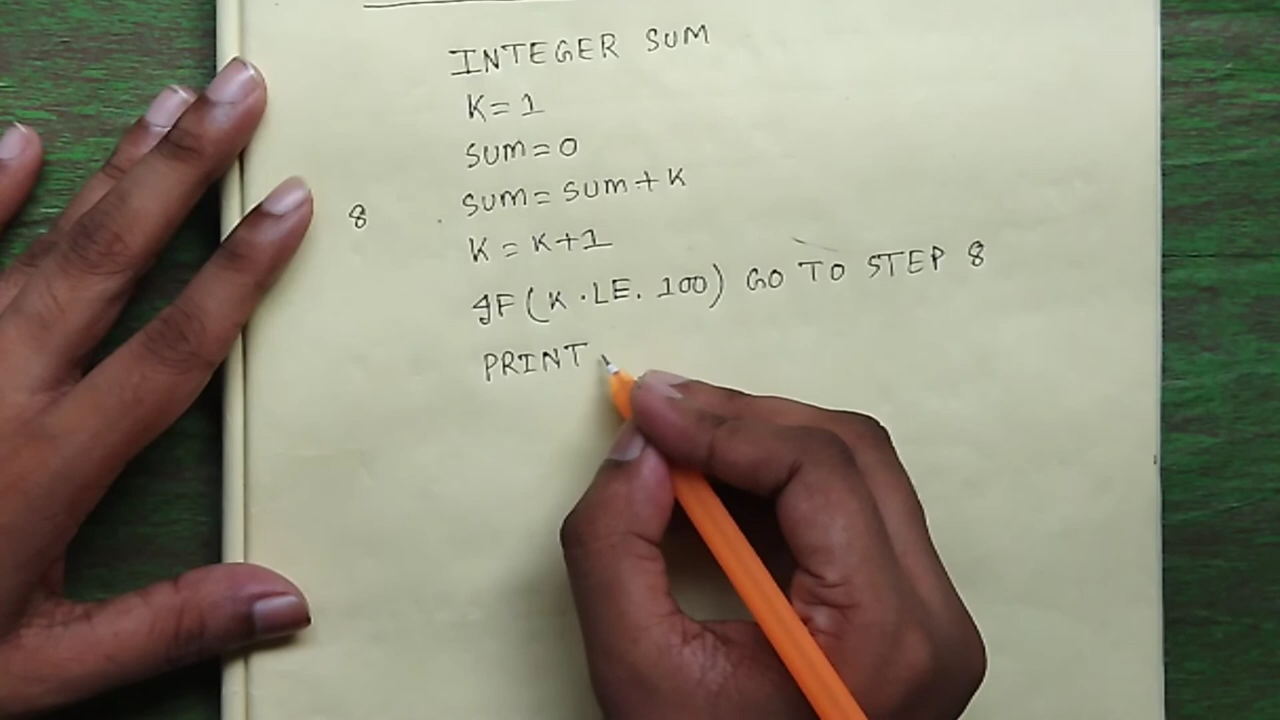 INTEGER SUM
K = 1
SUM = 0
8 SUM = SUM + K
K = K + 1
IF (K .LE. 100) GO TO STEP 8
PRINT